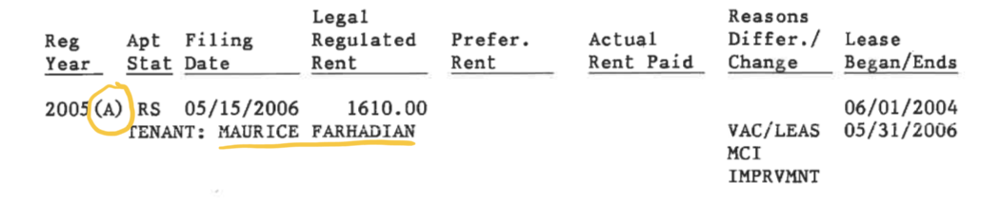 Legal Reasons
Reg Apt Filing Regulated Prefer. Actual Differ./ Lease
Year Stat Date Rent Rent Rent Paid Change Began/Ends
2005 (A) RS 05/15/2006 1610.00 06/01/2004
TENANT: MAURICE FARHADIAN VAC/LEAS 05/31/2006
MCI
IMPRVMNT